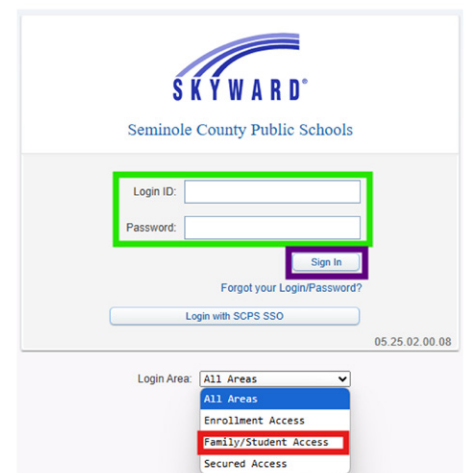 SKYWARD®
Seminole County Public Schools
Login ID:
Password:
Sign In
Forgot your Login/Password?
Login with SCPS SSO
05.25.02.00.08
Login Area: All Areas
All Areas
Enrollment Access
Family/Student Access
Secured Access